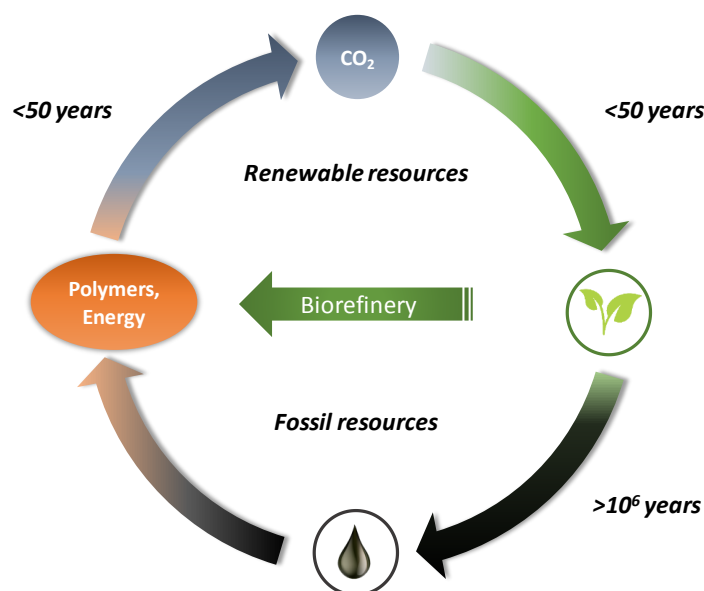 CO₂
<50 years
<50 years
Renewable resources
Polymers,
Energy
Biorefinery
Fossil resources
>10⁶ years